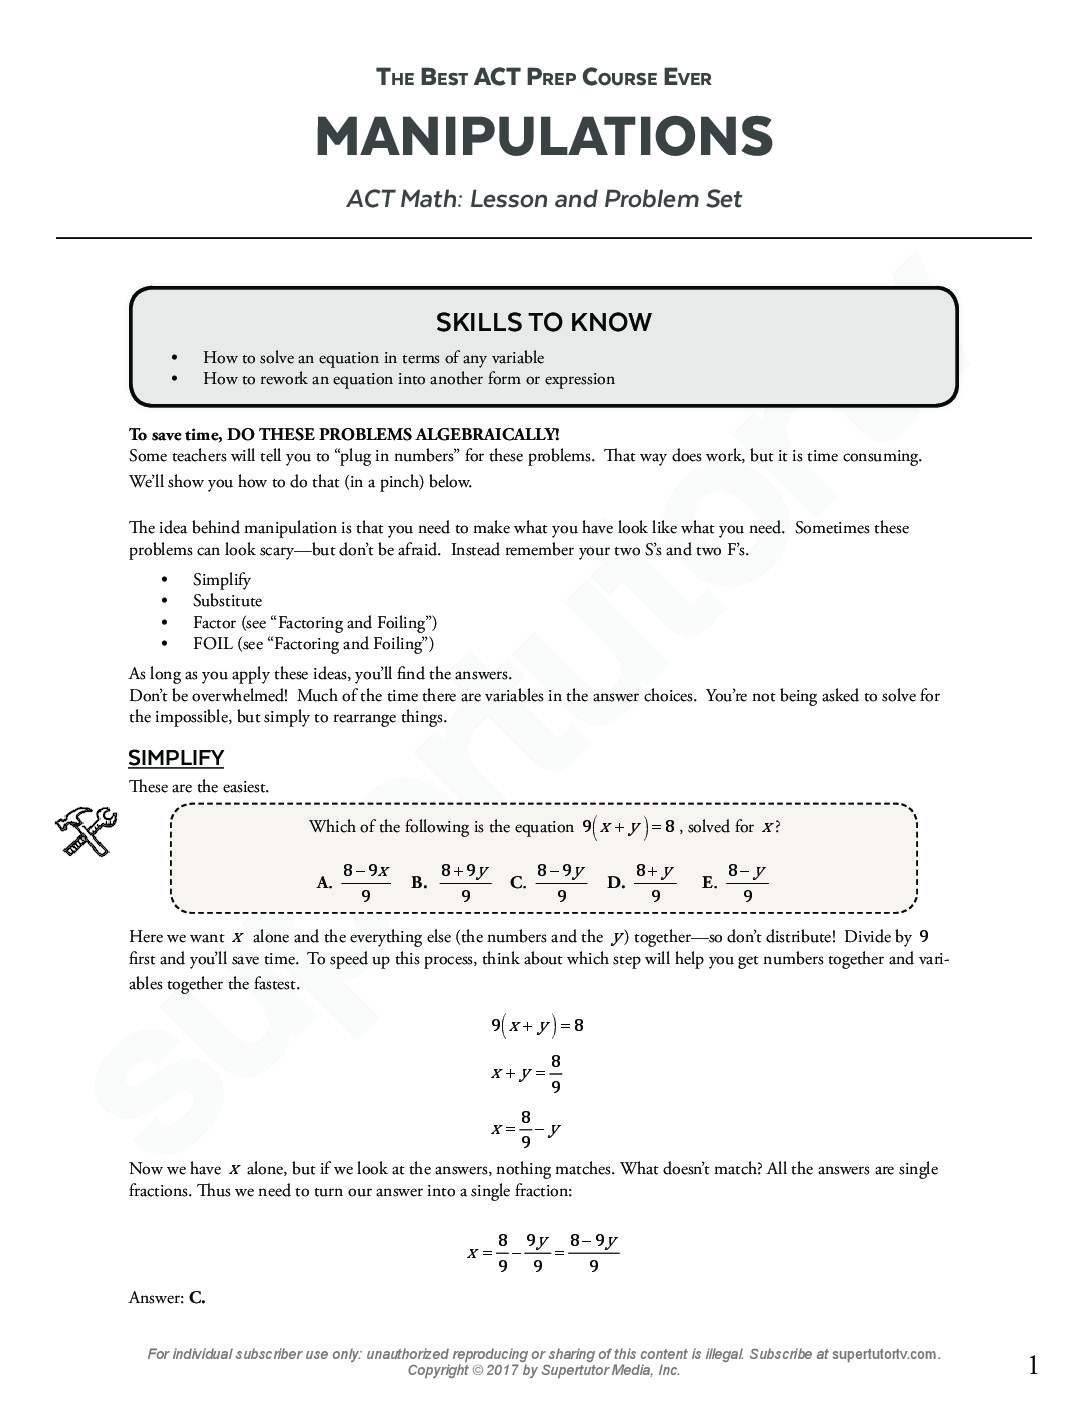 THE BEST ACT PREP COURSE EVER
MANIPULATIONS
ACT Math: Lesson and Problem Set
SKILLS TO KNOW
• How to solve an equation in terms of any variable
• How to rework an equation into another form or expression
To save time, DO THESE PROBLEMS ALGEBRAICALLY!
Some teachers will tell you to “plug in numbers” for these problems. That way does work, but it is time consuming.
We’ll show you how to do that (in a pinch) below.
The idea behind manipulation is that you need to make what you have look like what you need. Sometimes these
problems can look scary—but don’t be afraid. Instead remember your two S’s and two F’s.
• Simplify
• Substitute
• Factor (see “Factoring and Foiling”)
• FOIL (see “Factoring and Foiling”)
As long as you apply these ideas, you’ll find the answers.
Don’t be overwhelmed! Much of the time there are variables in the answer choices. You’re not being asked to solve for
the impossible, but simply to rearrange things.
SIMPLIFY
These are the easiest.
Which of the following is the equation 9(x + y) = 8 , solved for x?
A. (8 − 9x)/9 B. (8 + 9y)/9 C. (8 − 9y)/9 D. (8 + y)/9 E. (8 − y)/9
Here we want x alone and the everything else (the numbers and the y) together—so don’t distribute! Divide by 9
first and you’ll save time. To speed up this process, think about which step will help you get numbers together and vari-
ables together the fastest.
9(x + y) = 8
x + y = 8/9
x = 8/9 − y
Now we have x alone, but if we look at the answers, nothing matches. What doesn’t match? All the answers are single
fractions. Thus we need to turn our answer into a single fraction:
x = 8/9 − 9y/9 = (8 − 9y)/9
Answer: C.
For individual subscriber use only: unauthorized reproducing or sharing of this content is illegal. Subscribe at supertutortv.com.
Copyright © 2017 by Supertutor Media, Inc.
1
supertutortv